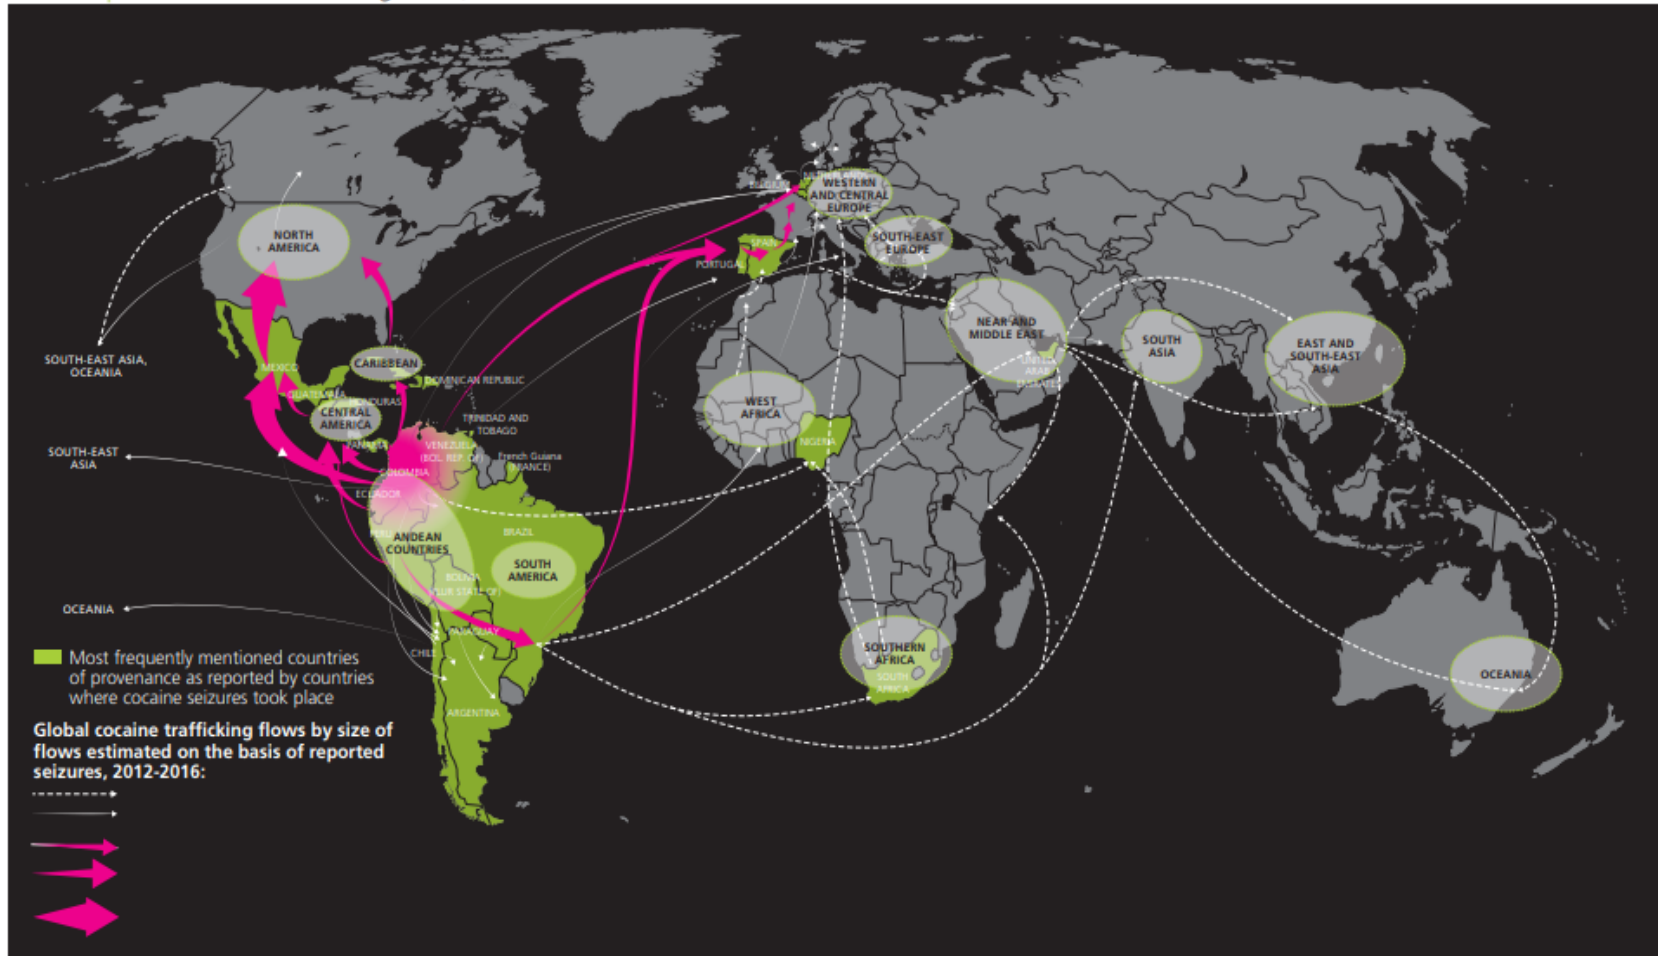 NORTH
AMERICA
SOUTH-EAST ASIA,
OCEANIA
SOUTH-EAST
ASIA
OCEANIA
MEXICO
GUATEMALA
HONDURAS
CENTRAL
AMERICA
PANAMA
CARIBBEAN
DOMINICAN REPUBLIC
TRINIDAD AND
TOBAGO
VENEZUELA
(BOL. REP. OF)
French Guiana
(FRANCE)
COLOMBIA
ECUADOR
PERU
ANDEAN
COUNTRIES
BRAZIL
SOUTH
AMERICA
BOLIVIA
(PLUR STATE OF)
PARAGUAY
CHILE
ARGENTINA
BELGIUM
NETHERLANDS
WESTERN
AND CENTRAL
EUROPE
SOUTH-EAST
EUROPE
SPAIN
PORTUGAL
WEST
AFRICA
NIGERIA
SOUTHERN
AFRICA
SOUTH
AFRICA
NEAR AND
MIDDLE EAST
UNITED
ARAB
EMIRATES
SOUTH
ASIA
EAST AND
SOUTH-EAST
ASIA
OCEANIA
Most frequently mentioned countries
of provenance as reported by countries
where cocaine seizures took place
Global cocaine trafficking flows by size of
flows estimated on the basis of reported
seizures, 2012-2016: